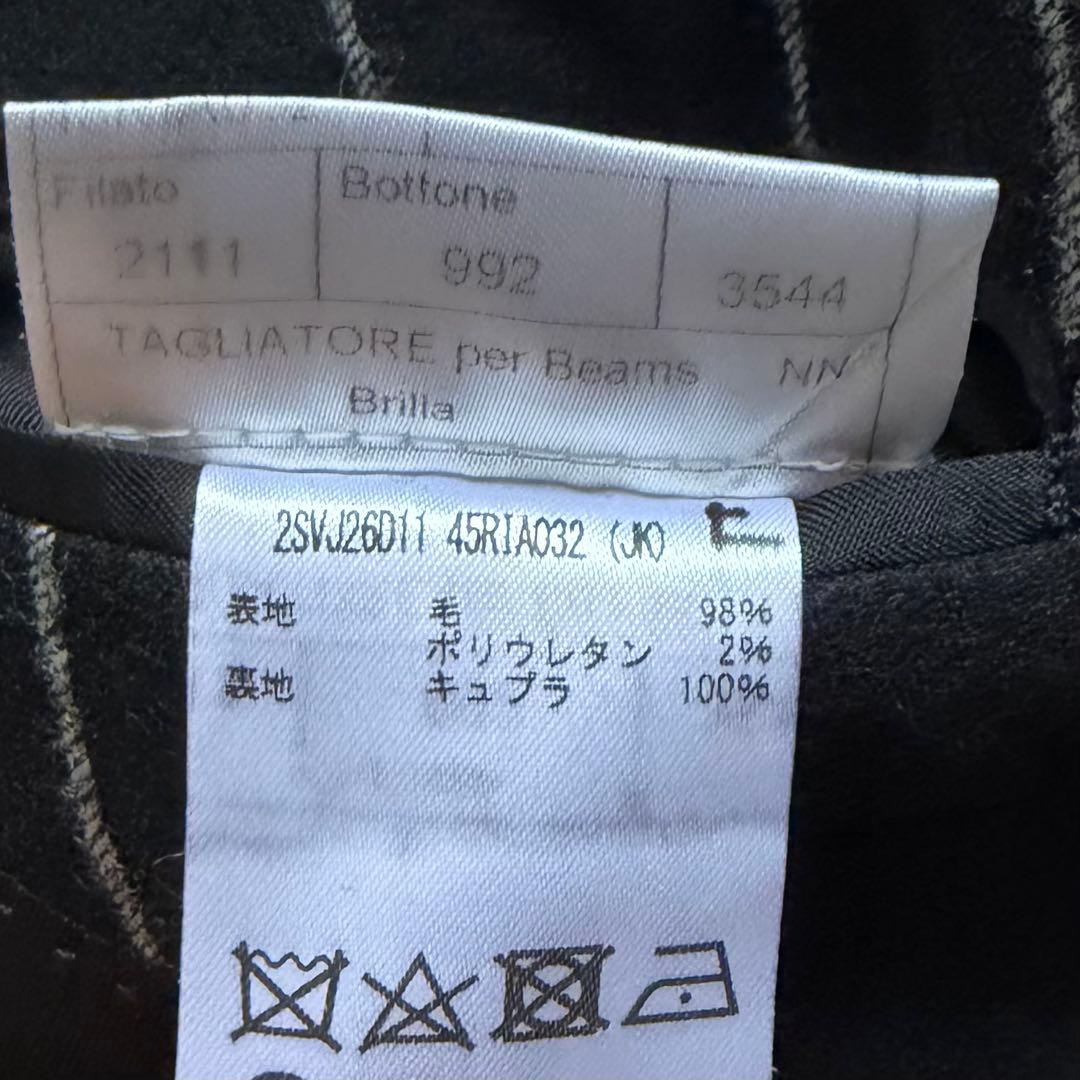 Filato Bottone
2111 992 3544
TAGLIATORE per Beams NN
Brilla
2SVJ26D11 45RIA032 (JK)
表地 毛 98%
ポリウレタン 2%
裏地 キュプラ 100%